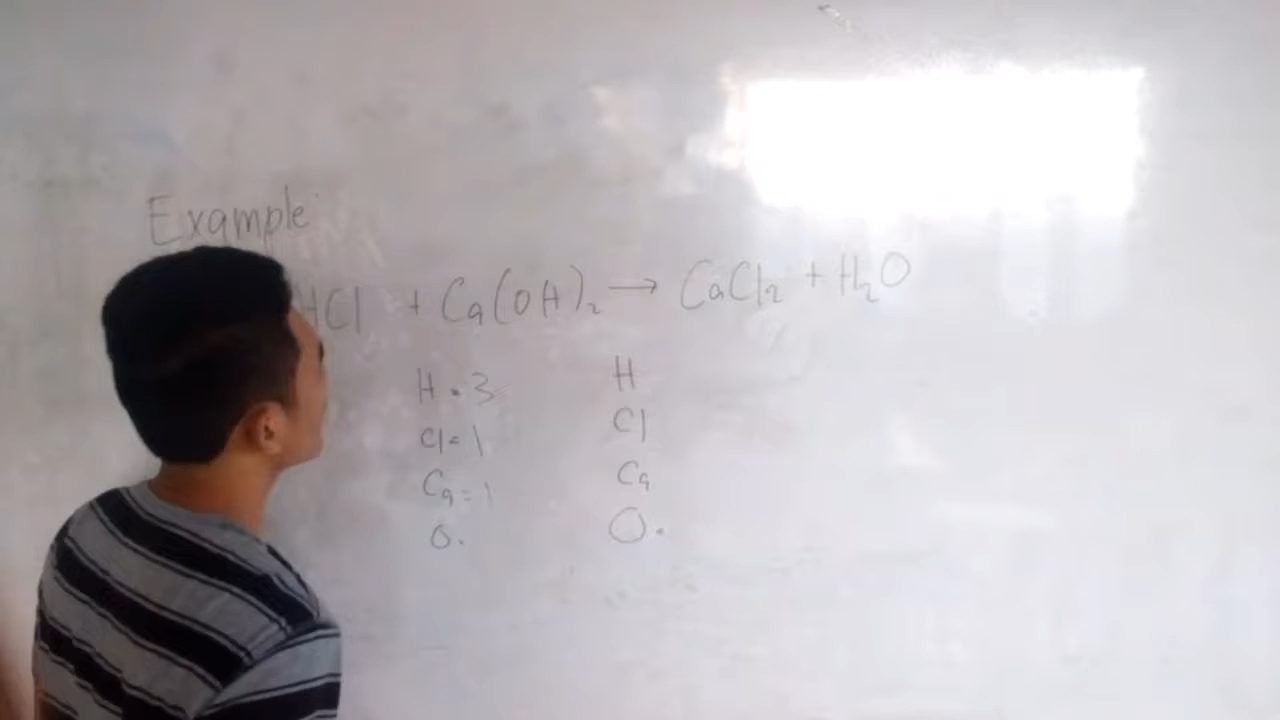 Example
HCl + Ca(OH)₂ → CaCl₂ + H₂O
H = 3 H
Cl = 1 Cl
Ca = 1 Ca
O. O.